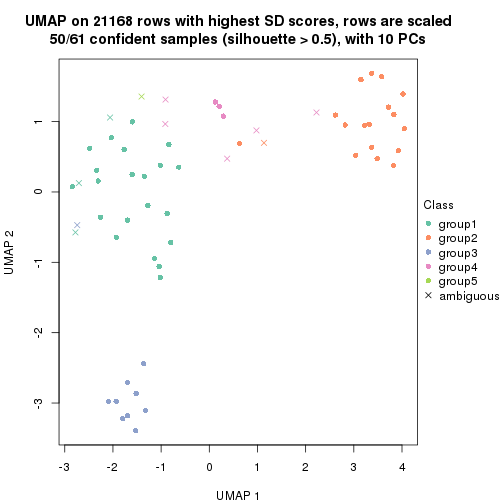 UMAP on 21168 rows with highest SD scores, rows are scaled
50/61 confident samples (silhouette > 0.5), with 10 PCs
1
0
-1
-2
-3
UMAP 2
-3 -2 -1 0 1 2 3 4
UMAP 1
Class
group1
group2
group3
group4
group5
ambiguous